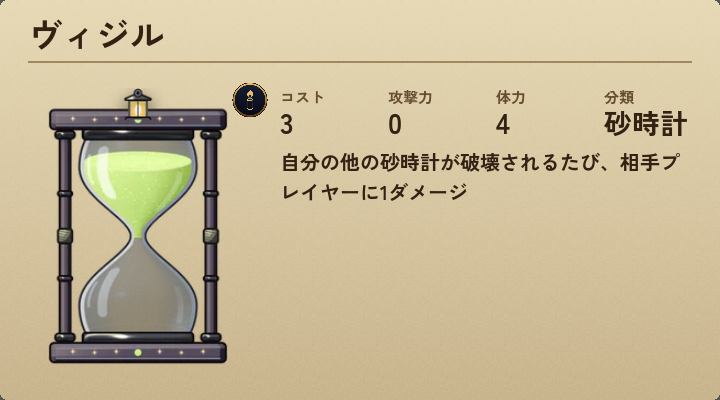 ヴィジル
コスト 攻撃力 体力 分類
3 0 4 砂時計
自分の他の砂時計が破壊されるたび、相手プ
レイヤーに1ダメージ